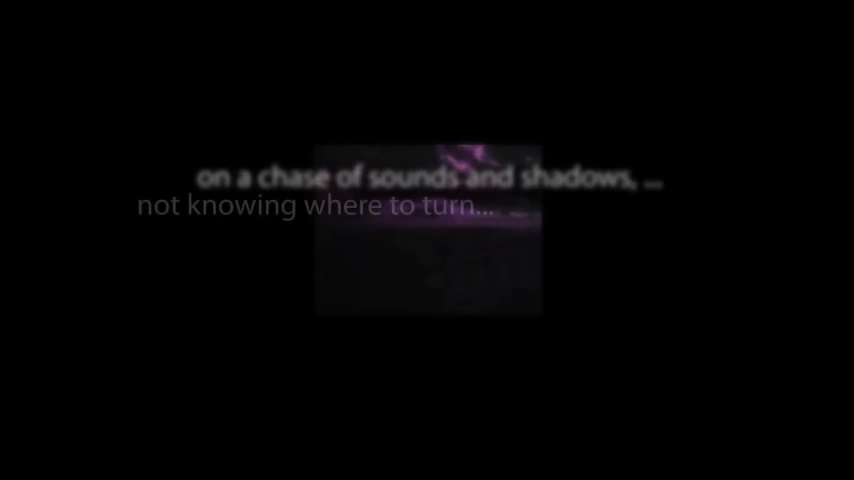 on a chase of sounds and shadows, ...
not knowing where to turn...